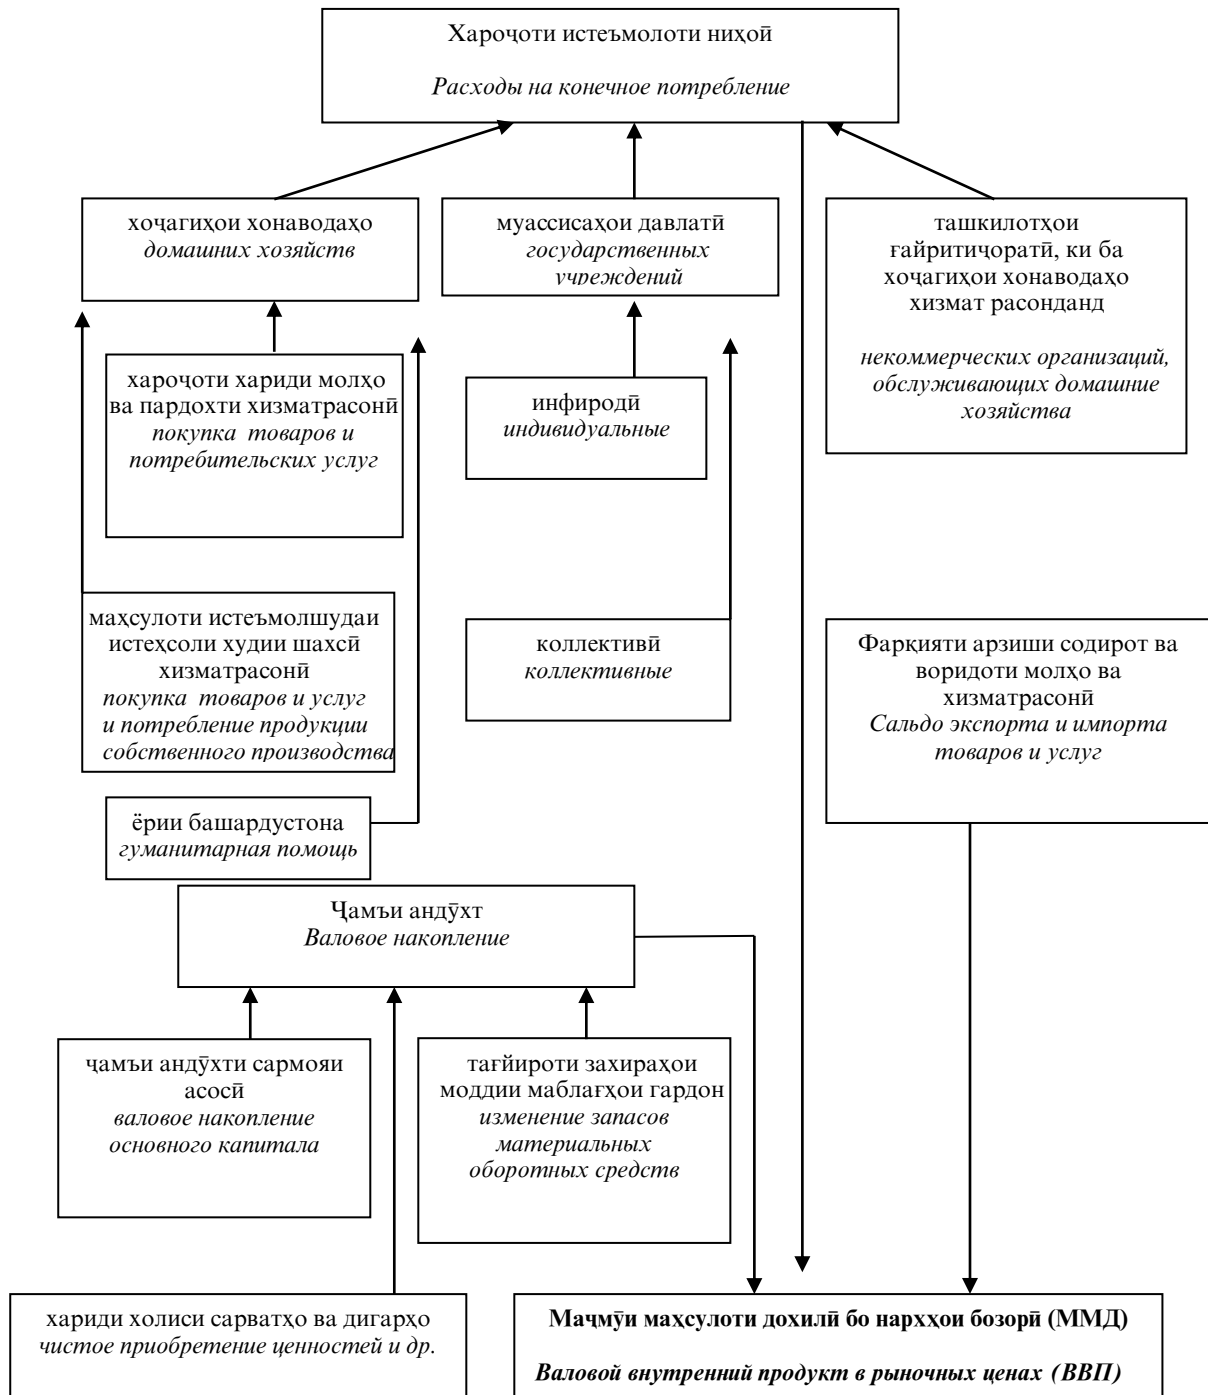 Хароҷоти истеъмолоти ниҳоӣ
Расходы на конечное потребление
хоҷагиҳои хонаводаҳо
домашних хозяйств
муассисаҳои давлатӣ
государственных
учреждений
ташкилотҳои
ғайритиҷоратӣ, ки ба
хоҷагиҳои хонаводаҳо
хизмат расонданд
некоммерческих организаций,
обслуживающих домашние
хозяйства
хароҷоти хариди молҳо
ва пардохти хизматрасонӣ
покупка товаров и
потребительских услуг
инфиродӣ
индивидуальные
маҳсулоти истеъмолшудаи
истеҳсоли худии шахсӣ
хизматрасонӣ
покупка товаров и услуг
и потребление продукции
собственного производства
коллективӣ
коллективные
Фарқияти арзиши содирот ва
воридоти молҳо ва
хизматрасонӣ
Сальдо экспорта и импорта
товаров и услуг
ёрии башардустона
гуманитарная помощь
Ҷамъи андӯхт
Валовое накопление
ҷамъи андӯхти сармояи
асосӣ
валовое накопление
основного капитала
тағйироти захираҳои
моддии маблағҳои гардон
изменение запасов
материальных
оборотных средств
хариди холиси сарватҳо ва дигарҳо
чистое приобретение ценностей и др.
Маҷмӯи маҳсулоти дохилӣ бо нархҳои бозорӣ (ММД)
Валовой внутренний продукт в рыночных ценах (ВВП)